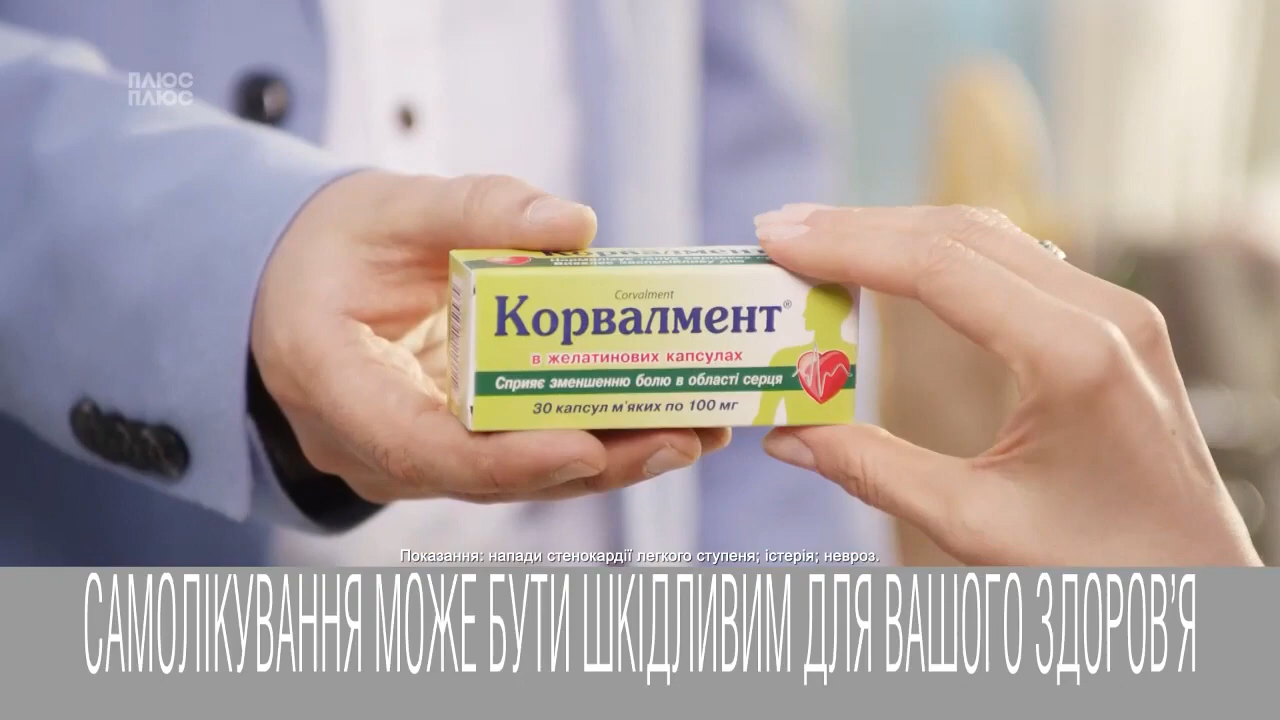 ПЛЮС
ПЛЮС
Корвалмент
Corvalment
Корвалмент®
в желатинових капсулах
Сприяє зменшенню болю в області серця
30 капсул м'яких по 100 мг
Показання: напади стенокардії легкого ступеня; істерія; невроз.
САМОЛІКУВАННЯ МОЖЕ БУТИ ШКІДЛИВИМ ДЛЯ ВАШОГО ЗДОРОВ'Я